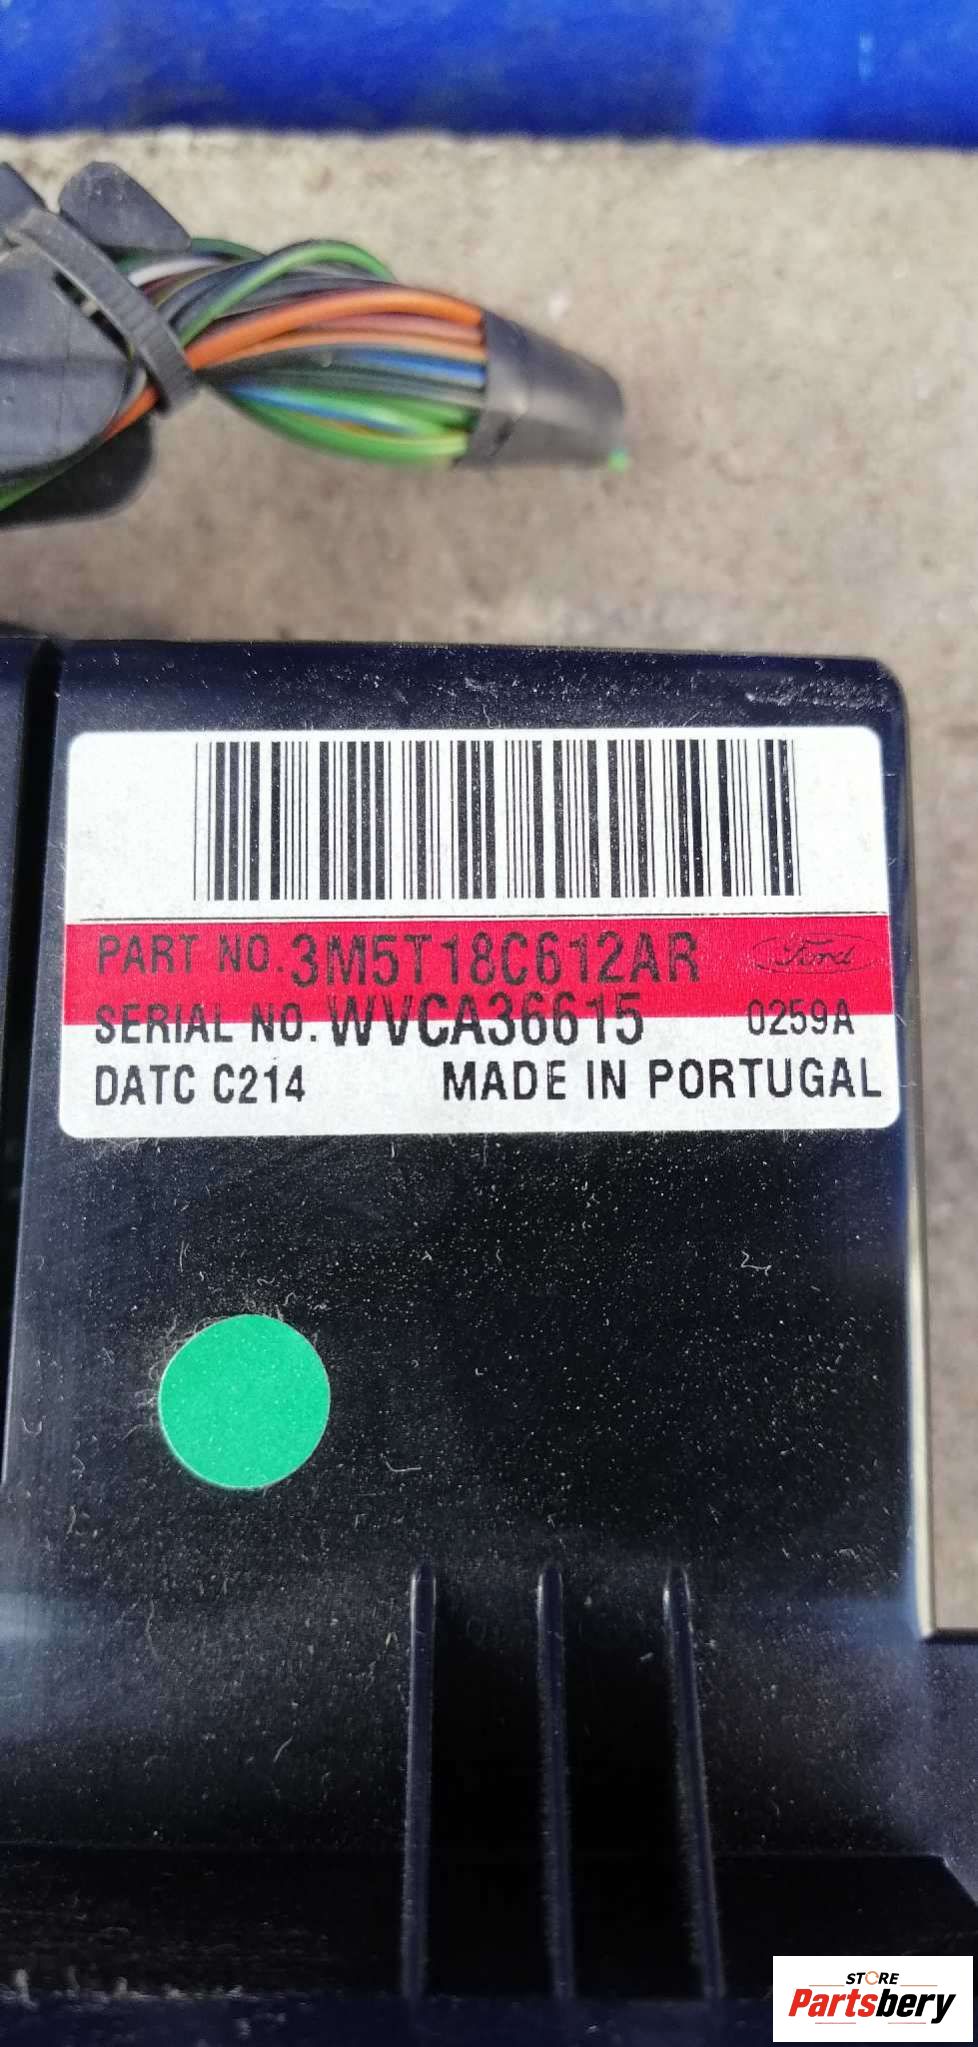 PART NO. 3M5T18C612AR Ford
SERIAL NO. WVCA36615 0259A
DATC C214 MADE IN PORTUGAL
STORE
Partsbery